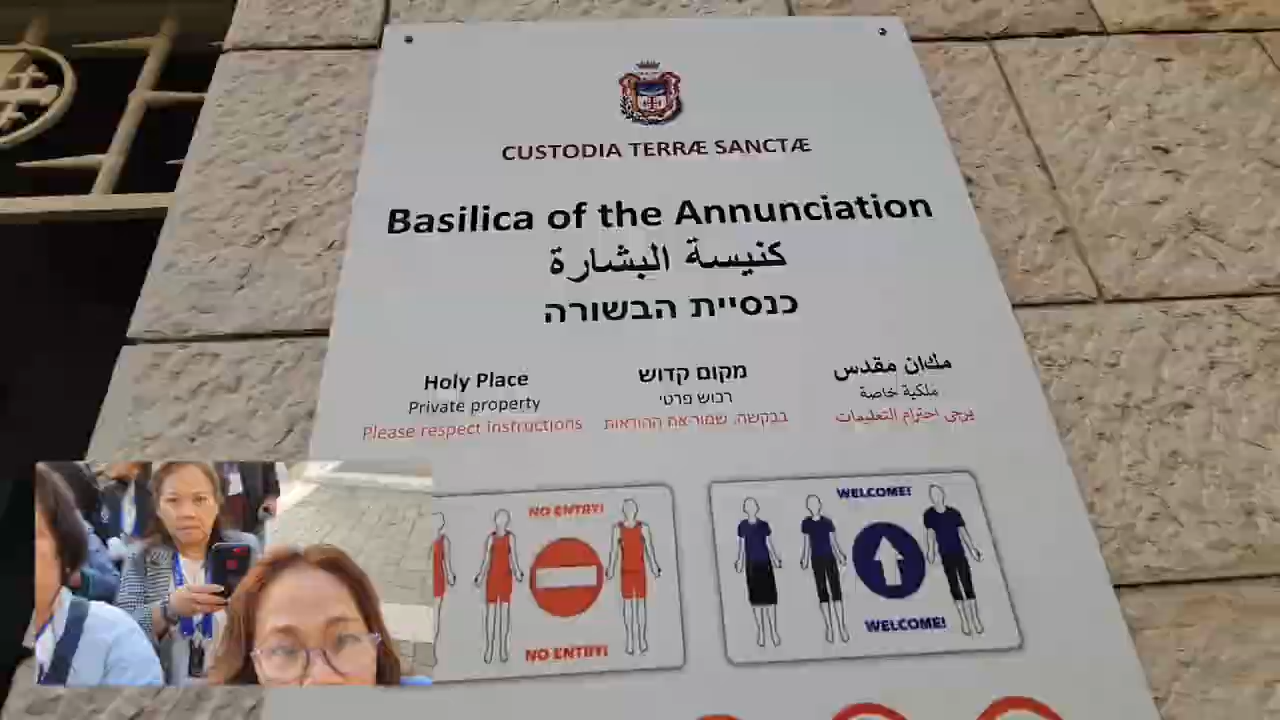 CUSTODIA TERRÆ SANCTÆ
Basilica of the Annunciation
كنيسة البشارة
כנסיית הבשורה
Holy Place
Private property
Please respect instructions
מקום קדוש
רכוש פרטי
בבקשה, שמור את ההוראות
مكان مقدس
ملكية خاصة
يرجى احترام التعليمات
NO ENTRY!
NO ENTRY!
WELCOME!
WELCOME!